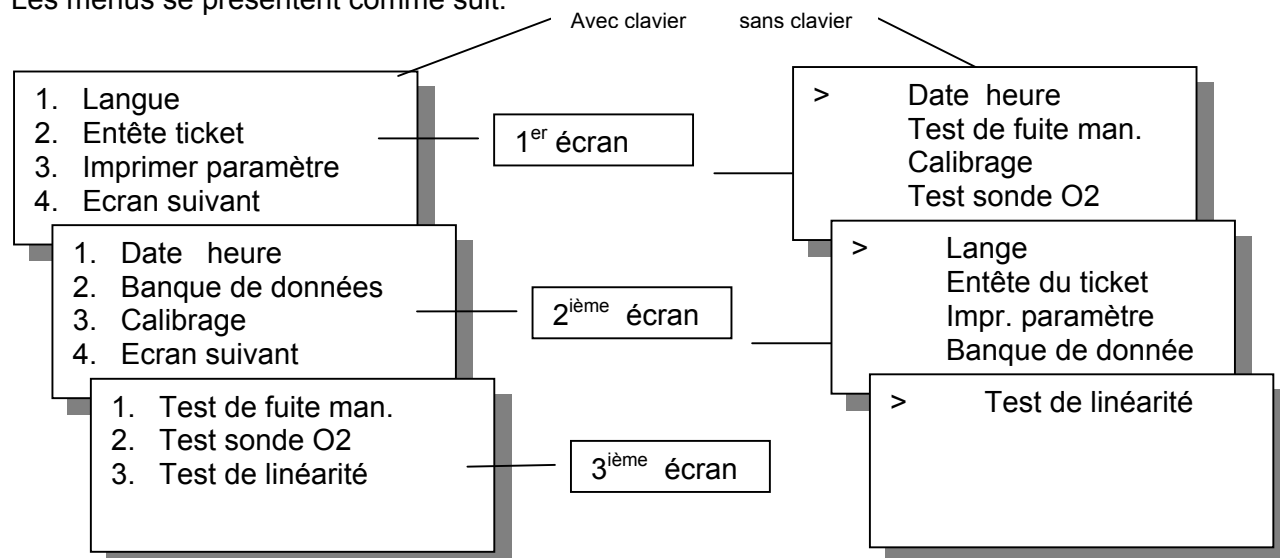 Les menus se présentent comme suit.
Avec clavier sans clavier
1. Langue
2. Entête ticket
3. Imprimer paramètre
4. Ecran suivant
1er écran
> Date heure
Test de fuite man.
Calibrage
Test sonde O2
1. Date heure
2. Banque de données
3. Calibrage
4. Ecran suivant
2ième écran
> Lange
Entête du ticket
Impr. paramètre
Banque de donnée
1. Test de fuite man.
2. Test sonde O2
3. Test de linéarité
3ième écran
> Test de linéarité